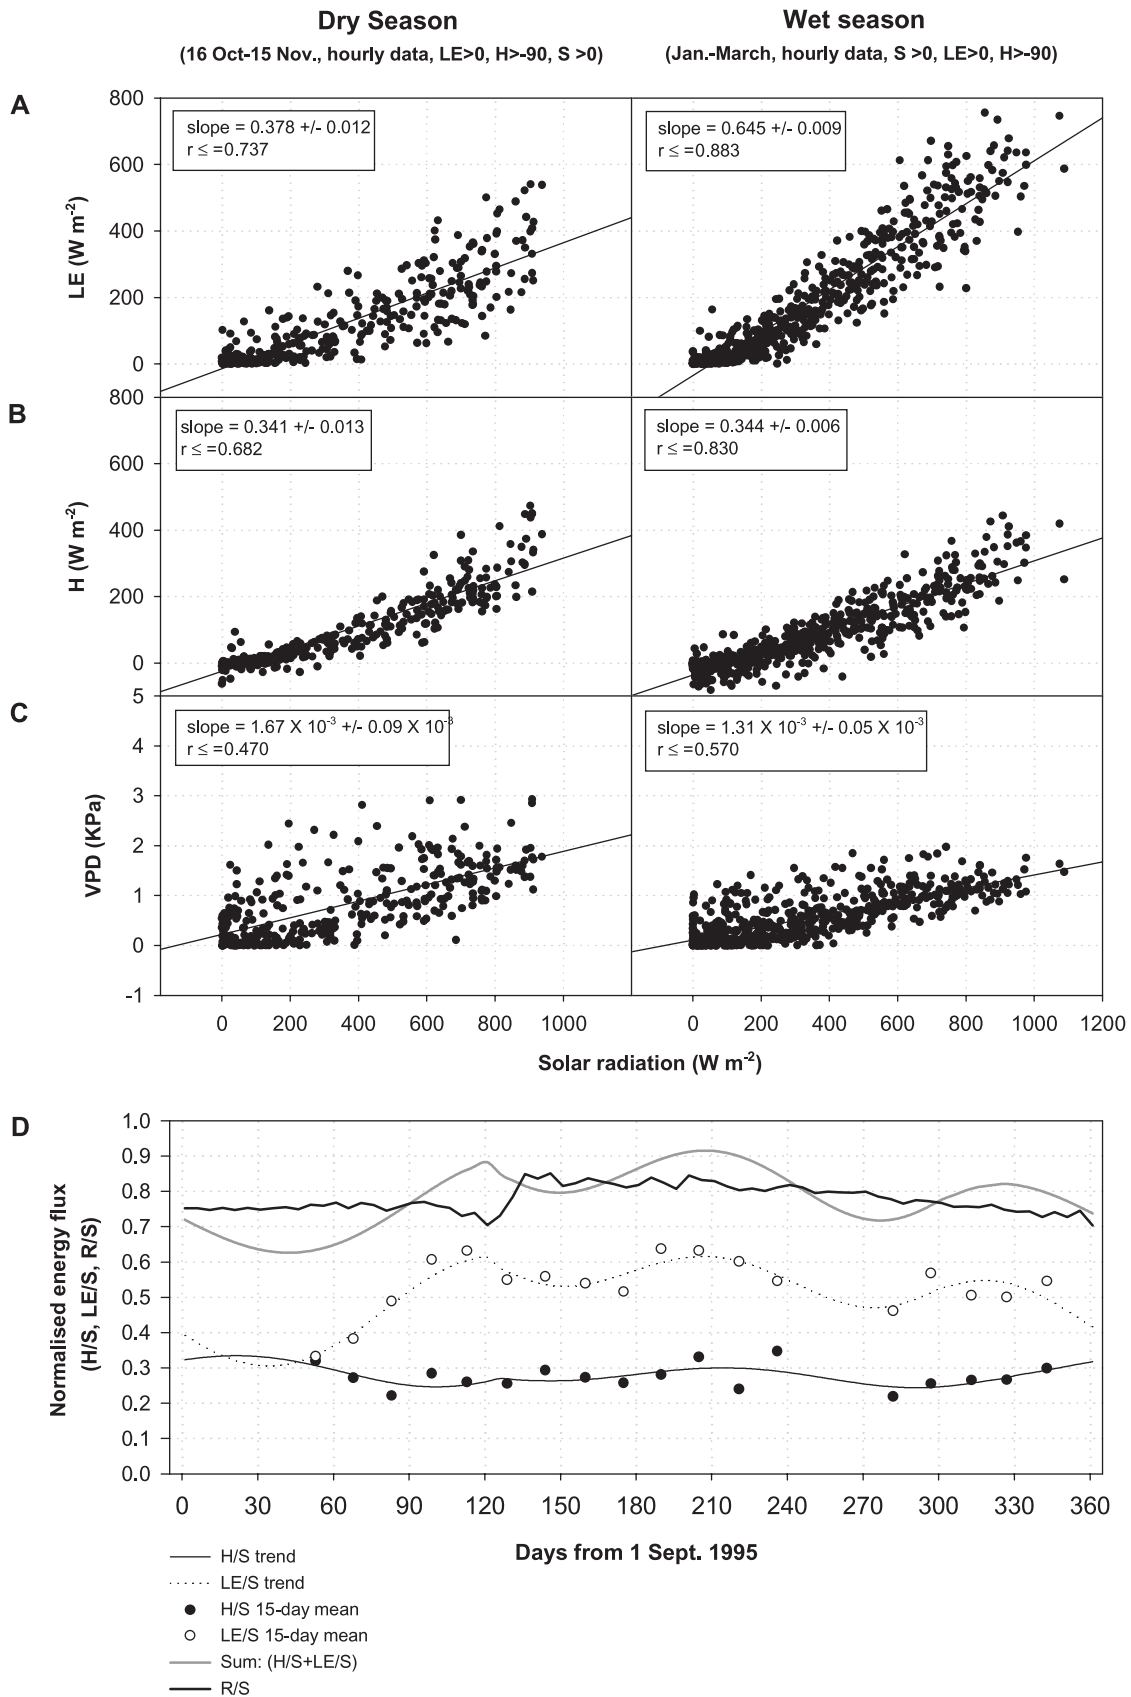 Dry Season
(16 Oct-15 Nov., hourly data, LE>0, H>-90, S >0)
Wet season
(Jan.-March, hourly data, S >0, LE>0, H>-90)
A
800
600
400
200
0
LE (W m-2)
slope = 0.378 +/- 0.012
r ≤ =0.737
slope = 0.645 +/- 0.009
r ≤ =0.883
B
800
600
400
200
0
H (W m-2)
slope = 0.341 +/- 0.013
r ≤ =0.682
slope = 0.344 +/- 0.006
r ≤ =0.830
C
5
4
3
2
1
0
-1
VPD (KPa)
slope = 1.67 X 10-3 +/- 0.09 X 10-3
r ≤ =0.470
slope = 1.31 X 10-3 +/- 0.05 X 10-3
r ≤ =0.570
0 200 400 600 800 1000
0 200 400 600 800 1000 1200
Solar radiation (W m-2)
D
1.0
0.9
0.8
0.7
0.6
0.5
0.4
0.3
0.2
0.1
0.0
Normalised energy flux
(H/S, LE/S, R/S)
0 30 60 90 120 150 180 210 240 270 300 330 360
Days from 1 Sept. 1995
H/S trend
LE/S trend
H/S 15-day mean
LE/S 15-day mean
Sum: (H/S+LE/S)
R/S